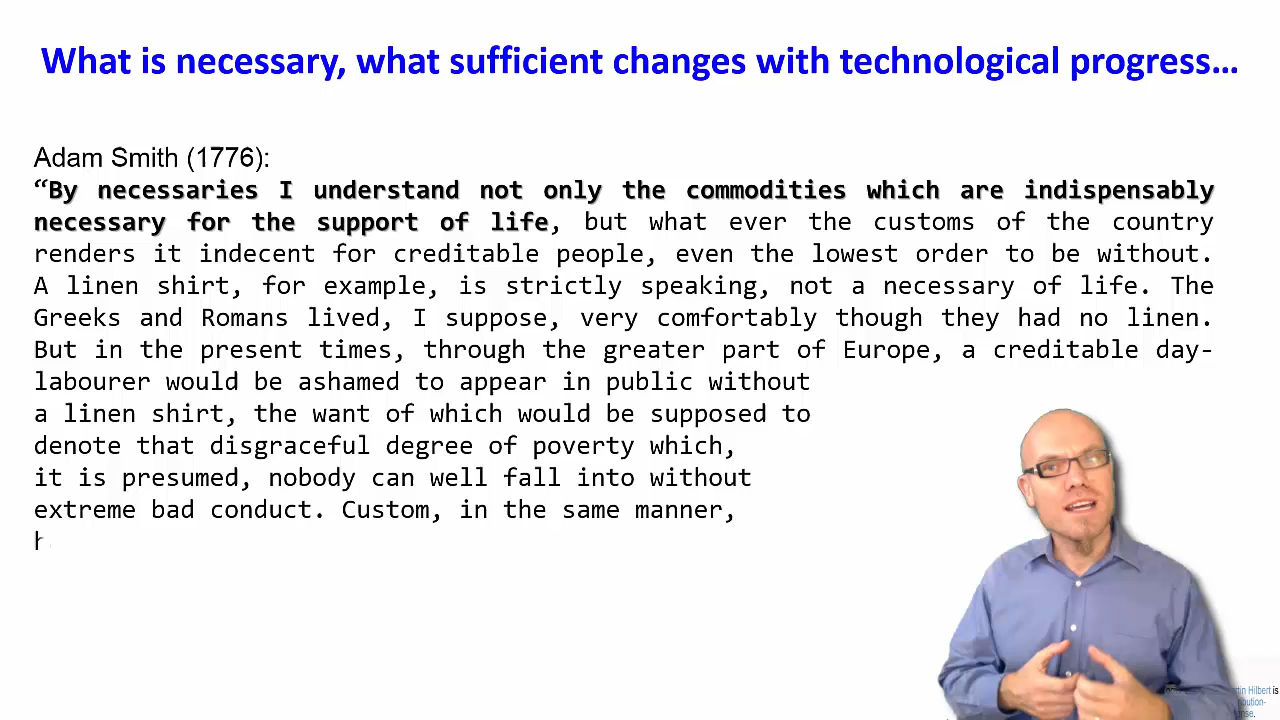 What is necessary, what sufficient changes with technological progress…
Adam Smith (1776):
“By necessaries I understand not only the commodities which are indispensably
necessary for the support of life, but what ever the customs of the country
renders it indecent for creditable people, even the lowest order to be without.
A linen shirt, for example, is strictly speaking, not a necessary of life. The
Greeks and Romans lived, I suppose, very comfortably though they had no linen.
But in the present times, through the greater part of Europe, a creditable day-
labourer would be ashamed to appear in public without
a linen shirt, the want of which would be supposed to
denote that disgraceful degree of poverty which,
it is presumed, nobody can well fall into without
extreme bad conduct. Custom, in the same manner,
Hilbert is